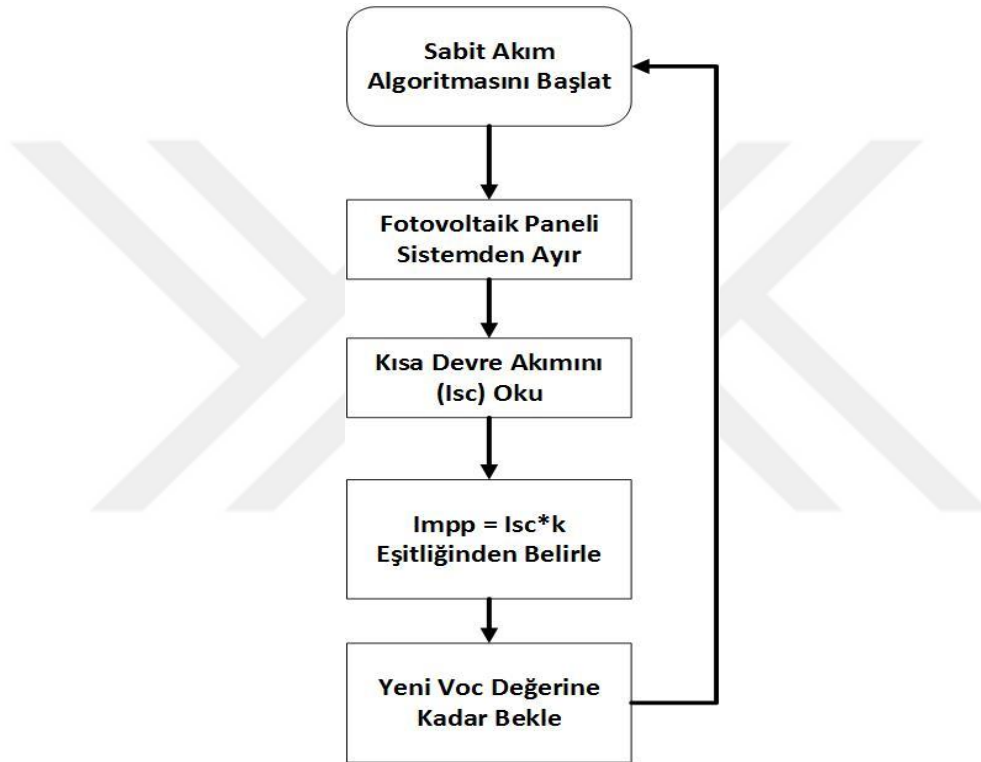 Sabit Akım
Algoritmasını Başlat
Fotovoltaik Paneli
Sistemden Ayır
Kısa Devre Akımını
(Isc) Oku
Impp = Isc*k
Eşitliğinden Belirle
Yeni Voc Değerine
Kadar Bekle